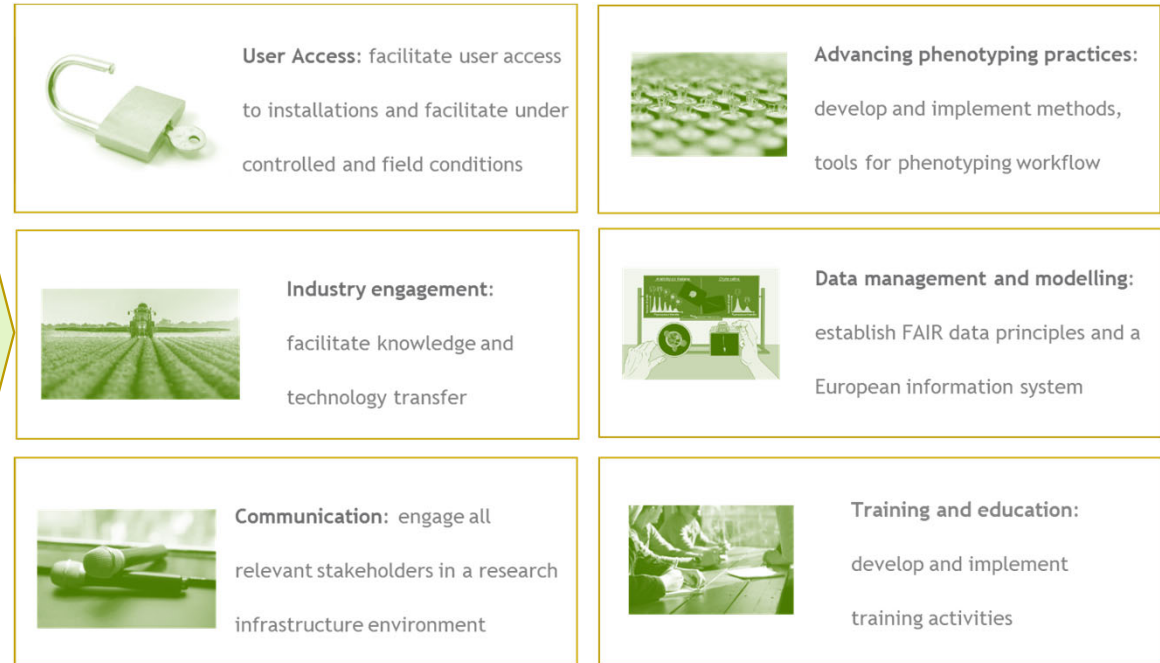 User Access: facilitate user access
to installations and facilitate under
controlled and field conditions
Advancing phenotyping practices:
develop and implement methods,
tools for phenotyping workflow
Industry engagement:
facilitate knowledge and
technology transfer
Data management and modelling:
establish FAIR data principles and a
European information system
Communication: engage all
relevant stakeholders in a research
infrastructure environment
Training and education:
develop and implement
training activities